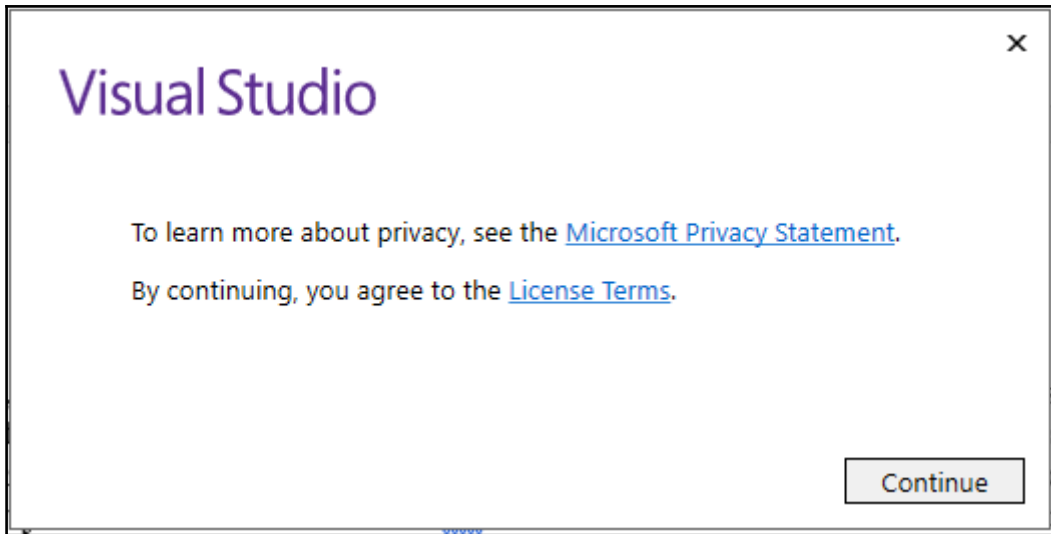 Visual Studio
To learn more about privacy, see the Microsoft Privacy Statement.
By continuing, you agree to the License Terms.
Continue